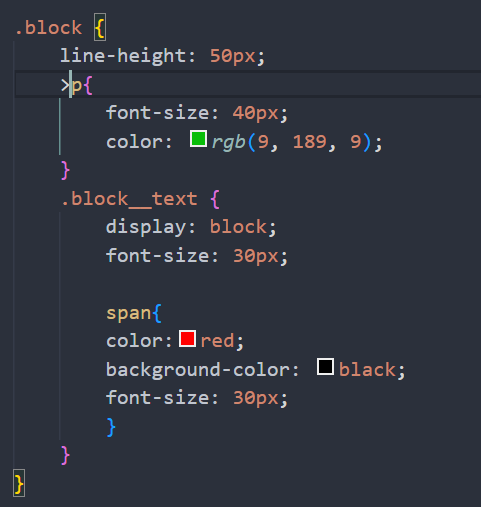 .block {
    line-height: 50px;
    >p{
        font-size: 40px;
        color: rgb(9, 189, 9);
    }
    .block__text {
        display: block;
        font-size: 30px;

        span{
        color:red;
        background-color: black;
        font-size: 30px;
        }
    }
}